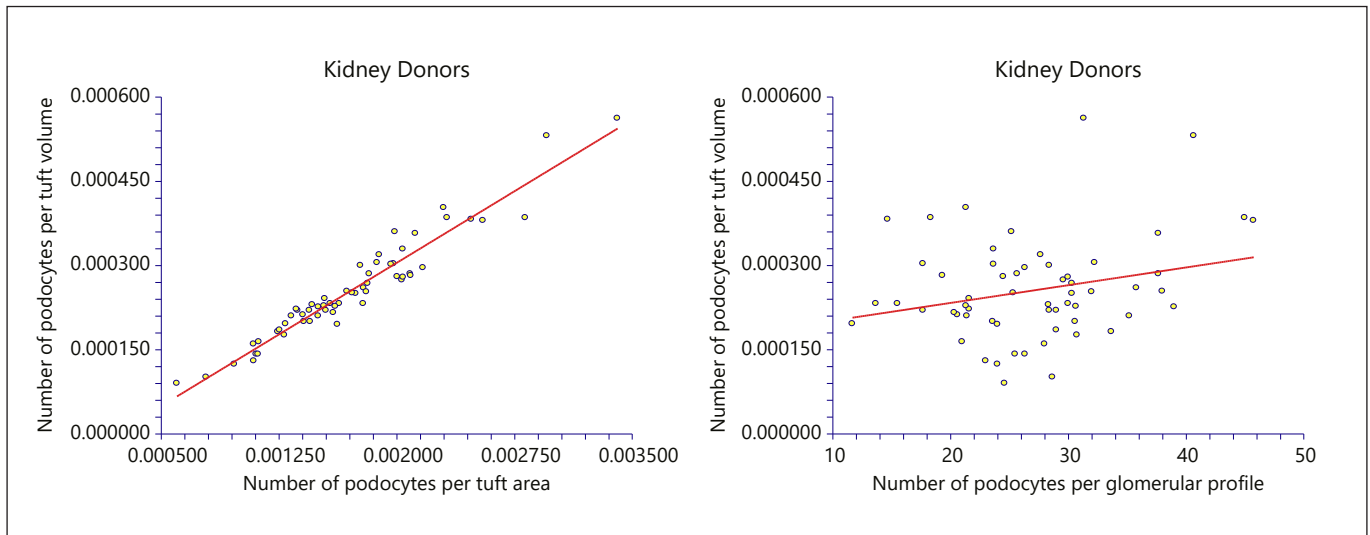 Kidney Donors
Number of podocytes per tuft volume
0.000600
0.000450
0.000300
0.000150
0.000000
0.000500 0.001250 0.002000 0.002750 0.003500
Number of podocytes per tuft area
Kidney Donors
Number of podocytes per tuft volume
0.000600
0.000450
0.000300
0.000150
0.000000
10 20 30 40 50
Number of podocytes per glomerular profile